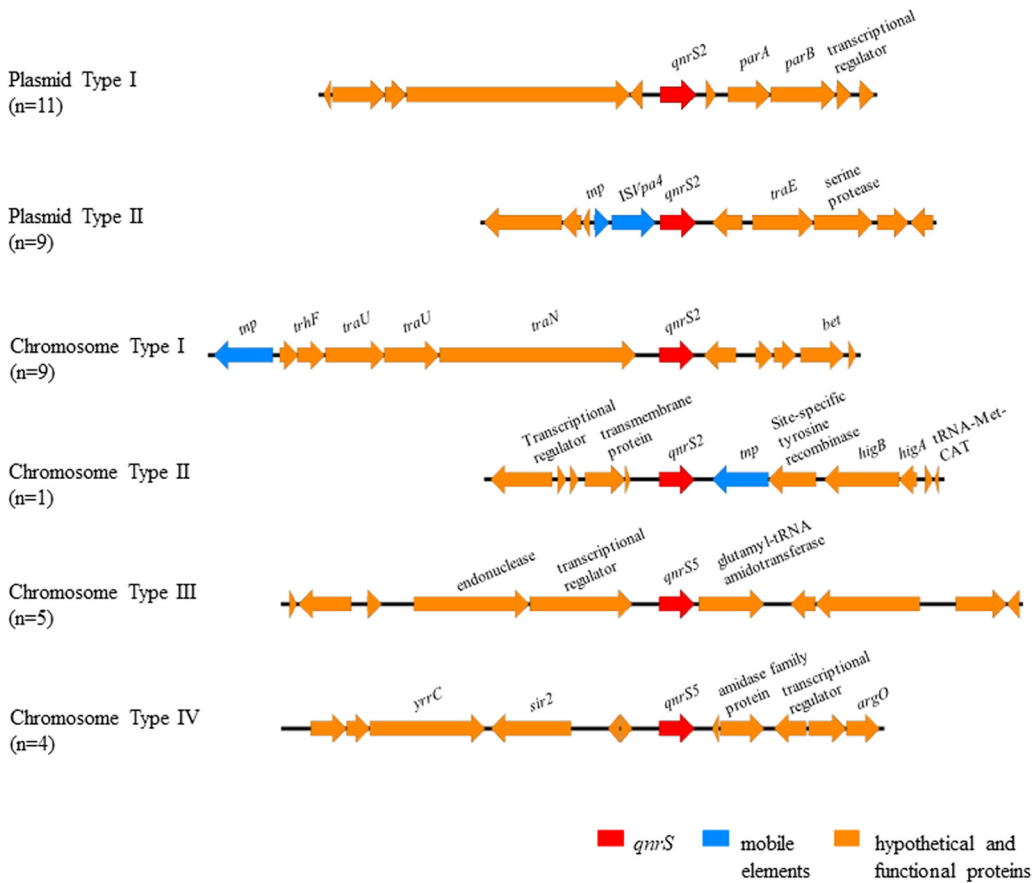 qnrS2 parA parB transcriptional
regulator
Plasmid Type I
(n=11)
tnp ISVpa4 qnrS2 traE serine
protease
Plasmid Type II
(n=9)
tnp trhF traU traU traN qnrS2 bet
Chromosome Type I
(n=9)
Transcriptional
regulator
transmembrane
protein
qnrS2
tnp
Site-specific
tyrosine
recombinase
higB
higA
tRNA-Met-
CAT
Chromosome Type II
(n=1)
endonuclease
transcriptional
regulator
qnrS5
glutamyl-tRNA
amidotransferase
Chromosome Type III
(n=5)
yrrC
sir2
qnrS5
amidase family
protein
transcriptional
regulator
argO
Chromosome Type IV
(n=4)
qnrS
mobile
elements
hypothetical and
functional proteins